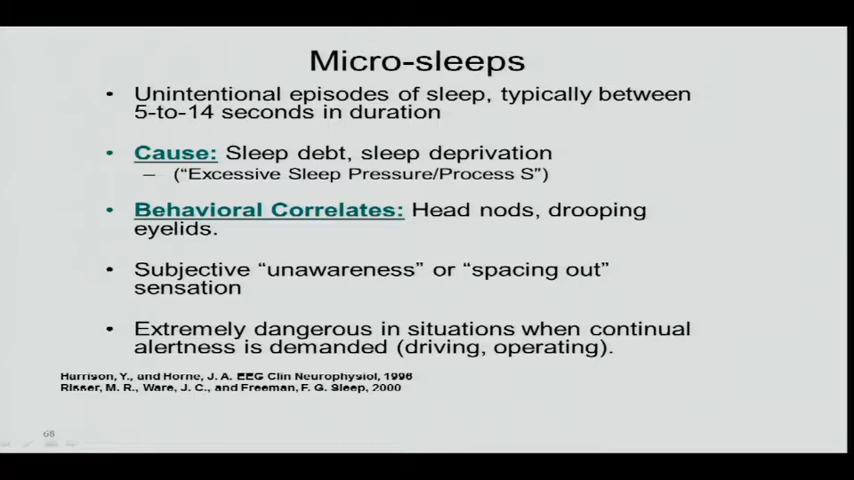 Micro-sleeps
• Unintentional episodes of sleep, typically between
5-to-14 seconds in duration
• Cause: Sleep debt, sleep deprivation
– ("Excessive Sleep Pressure/Process S")
• Behavioral Correlates: Head nods, drooping
eyelids.
• Subjective "unawareness" or "spacing out"
sensation
• Extremely dangerous in situations when continual
alertness is demanded (driving, operating).
Harrison, Y., and Horne, J. A. EEG Clin Neurophysiol, 1996
Risser, M. R., Ware, J. C., and Freeman, F. G. Sleep, 2000
68